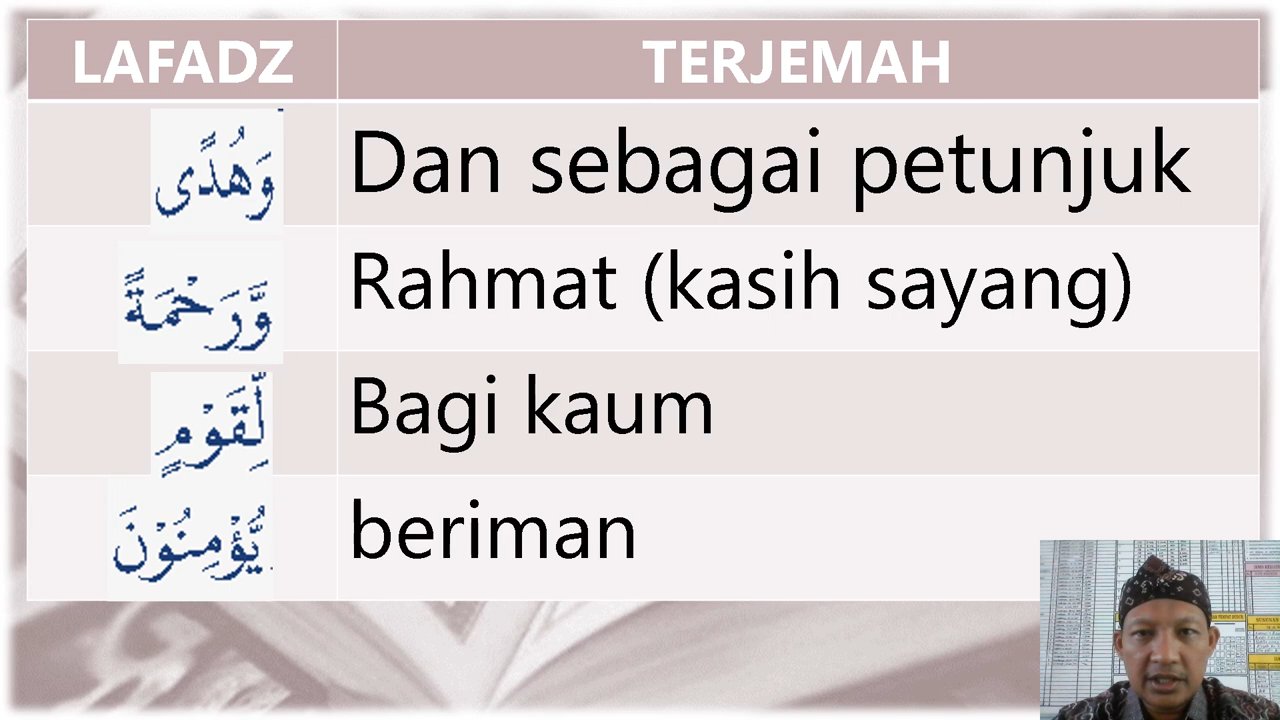 LAFADZ TERJEMAH
وَهُدًى Dan sebagai petunjuk
وَّرَحْمَةً Rahmat (kasih sayang)
لِّقَوْمٍ Bagi kaum
يُّؤْمِنُوْنَ beriman